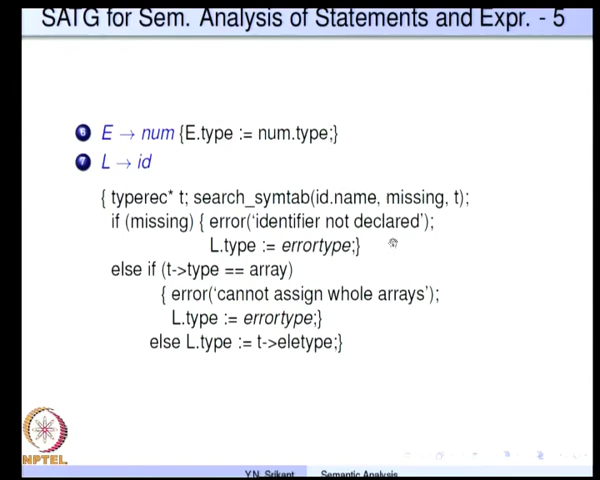 SATG for Sem. Analysis of Statements and Expr. - 5
6 E → num {E.type := num.type;}
7 L → id
{ typerec* t; search_symtab(id.name, missing, t);
if (missing) { error('identifier not declared');
L.type := errortype;}
else if (t->type == array)
{ error('cannot assign whole arrays');
L.type := errortype;}
else L.type := t->eletype;}
NPTEL
Y.N. Srikant Semantic Analysis